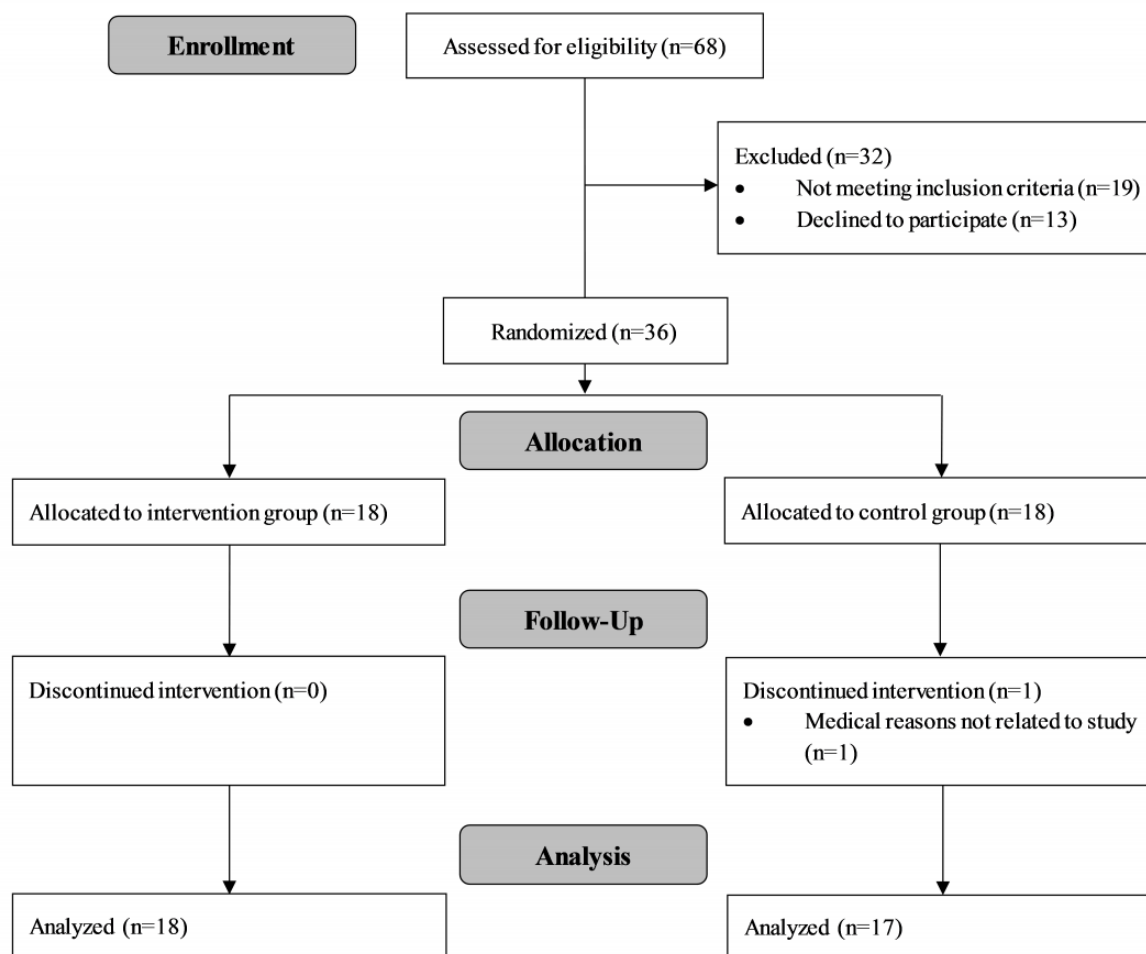 Enrollment
Assessed for eligibility (n=68)
Excluded (n=32)
• Not meeting inclusion criteria (n=19)
• Declined to participate (n=13)
Randomized (n=36)
Allocation
Allocated to intervention group (n=18)
Allocated to control group (n=18)
Follow-Up
Discontinued intervention (n=0)
Discontinued intervention (n=1)
• Medical reasons not related to study
(n=1)
Analysis
Analyzed (n=18)
Analyzed (n=17)